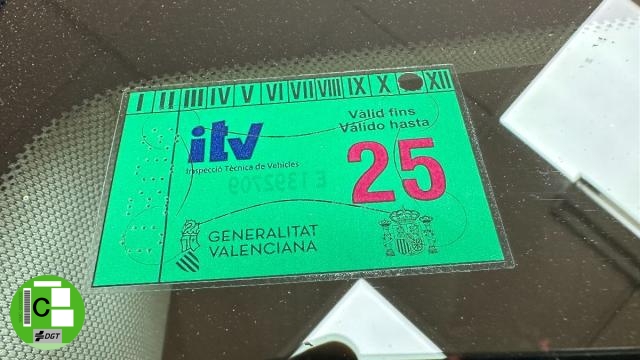 I II III IV V VI VII VIII IX X XII
Vàlid fins
Válido hasta
itv
25
Inspecció Tècnica de Vehicles
E 1392709
GENERALITAT
VALENCIANA
C
DGT